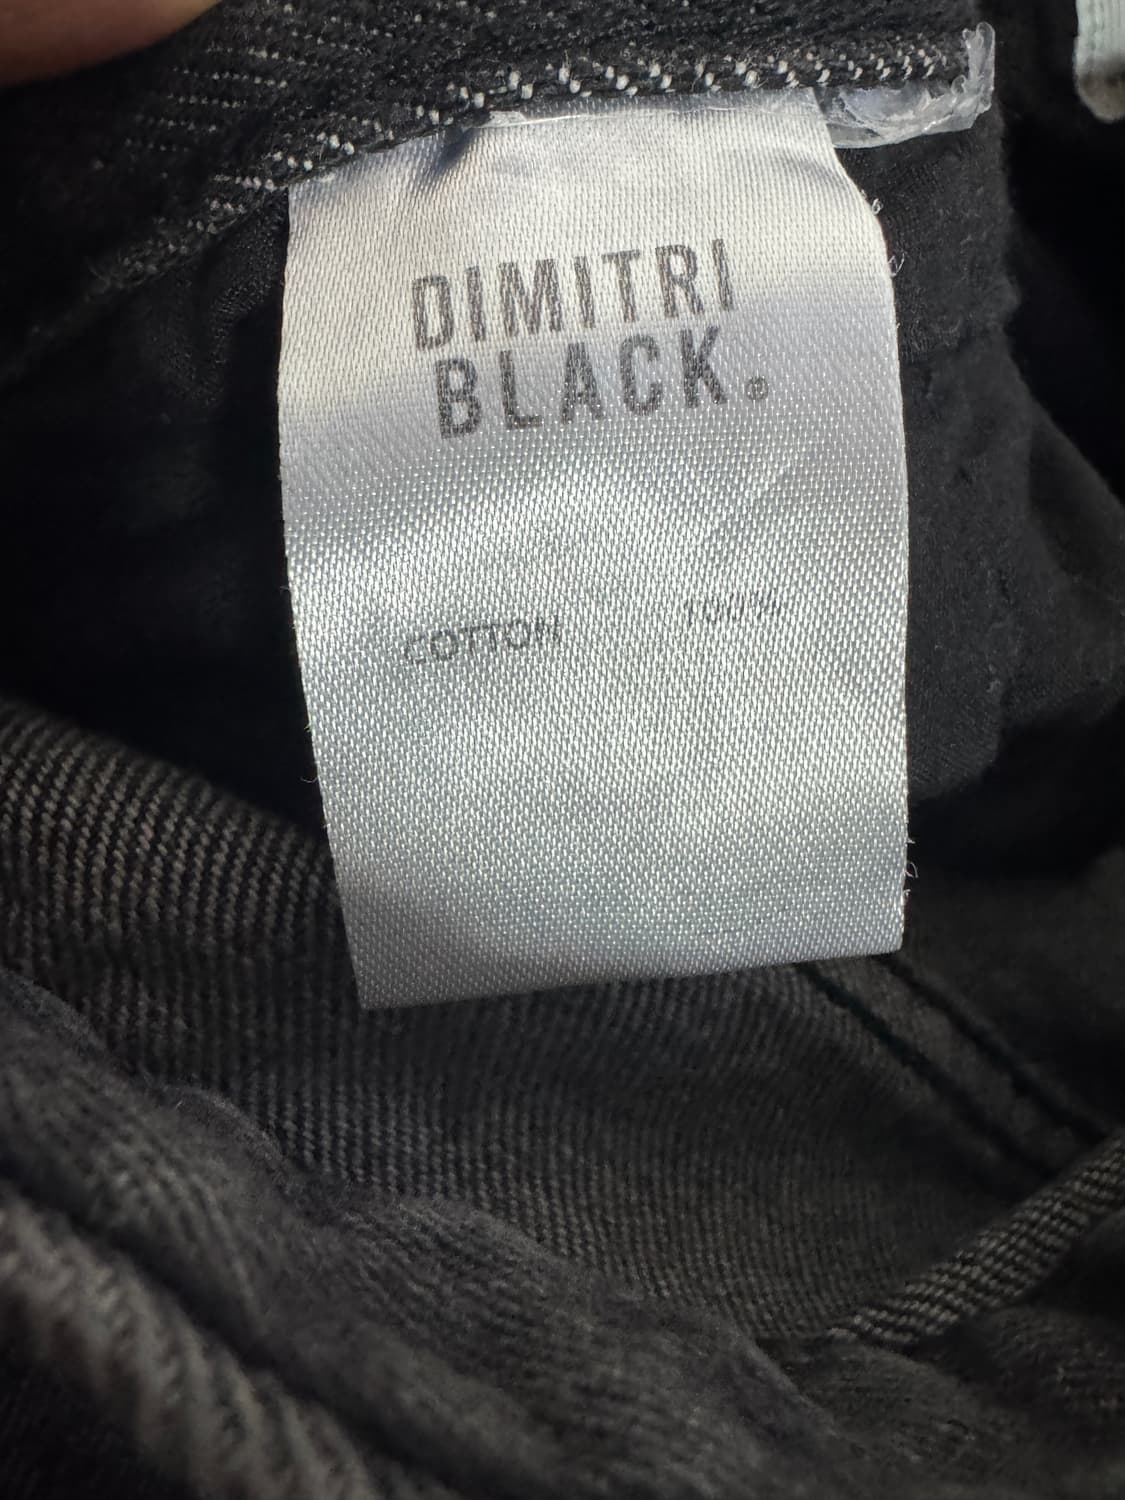 DIMITRI
BLACK®
COTTON 100%